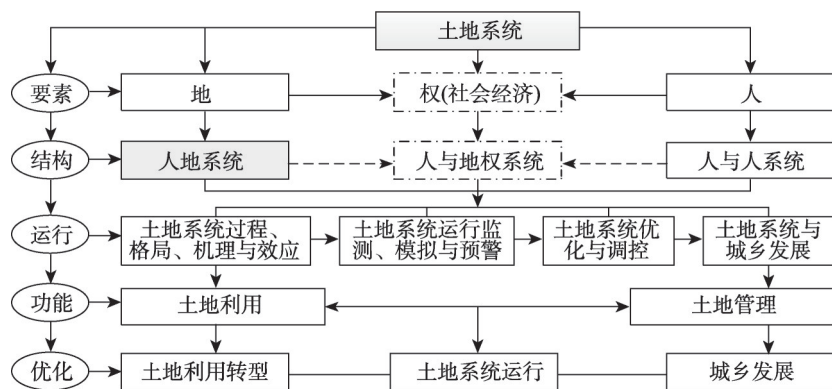 土地系统
要素
地
权(社会经济)
人
结构
人地系统
人与地权系统
人与人系统
运行
土地系统过程、
格局、机理与效应
土地系统运行监
测、模拟与预警
土地系统优
化与调控
土地系统与
城乡发展
功能
土地利用
土地管理
优化
土地利用转型
土地系统运行
城乡发展